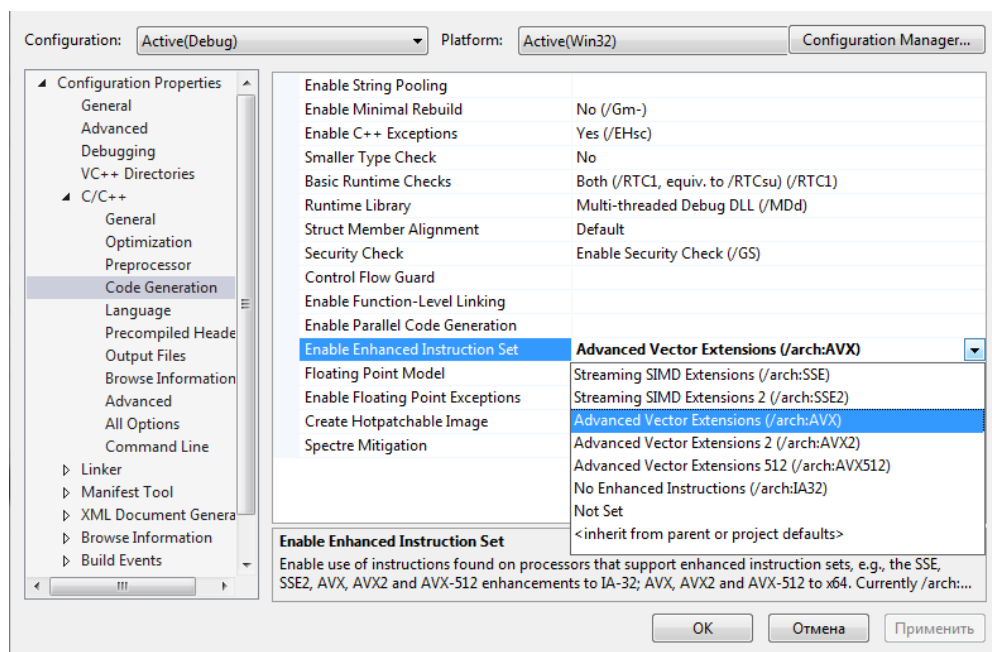 Configuration: Active(Debug) Platform: Active(Win32) Configuration Manager...
Configuration Properties
General
Advanced
Debugging
VC++ Directories
C/C++
General
Optimization
Preprocessor
Code Generation
Language
Precompiled Heade
Output Files
Browse Information
Advanced
All Options
Command Line
Linker
Manifest Tool
XML Document Genera
Browse Information
Build Events
Enable String Pooling
Enable Minimal Rebuild No (/Gm-)
Enable C++ Exceptions Yes (/EHsc)
Smaller Type Check No
Basic Runtime Checks Both (/RTC1, equiv. to /RTCsu) (/RTC1)
Runtime Library Multi-threaded Debug DLL (/MDd)
Struct Member Alignment Default
Security Check Enable Security Check (/GS)
Control Flow Guard
Enable Function-Level Linking
Enable Parallel Code Generation
Enable Enhanced Instruction Set Advanced Vector Extensions (/arch:AVX)
Floating Point Model Streaming SIMD Extensions (/arch:SSE)
Enable Floating Point Exceptions Streaming SIMD Extensions 2 (/arch:SSE2)
Create Hotpatchable Image Advanced Vector Extensions (/arch:AVX)
Spectre Mitigation Advanced Vector Extensions 2 (/arch:AVX2)
Advanced Vector Extensions 512 (/arch:AVX512)
No Enhanced Instructions (/arch:IA32)
Not Set
<inherit from parent or project defaults>
Enable Enhanced Instruction Set
Enable use of instructions found on processors that support enhanced instruction sets, e.g., the SSE,
SSE2, AVX, AVX2 and AVX-512 enhancements to IA-32; AVX, AVX2 and AVX-512 to x64. Currently /arch:...
OK Отмена Применить